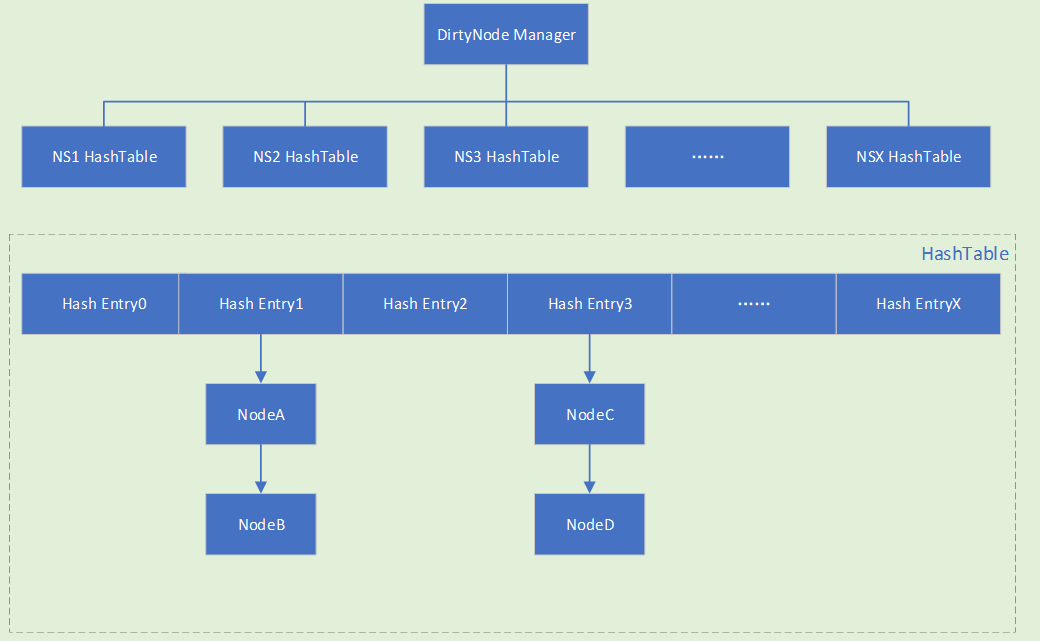 DirtyNode Manager
NS1 HashTable
NS2 HashTable
NS3 HashTable
……
NSX HashTable
HashTable
Hash Entry0
Hash Entry1
Hash Entry2
Hash Entry3
……
Hash EntryX
NodeA
NodeC
NodeB
NodeD